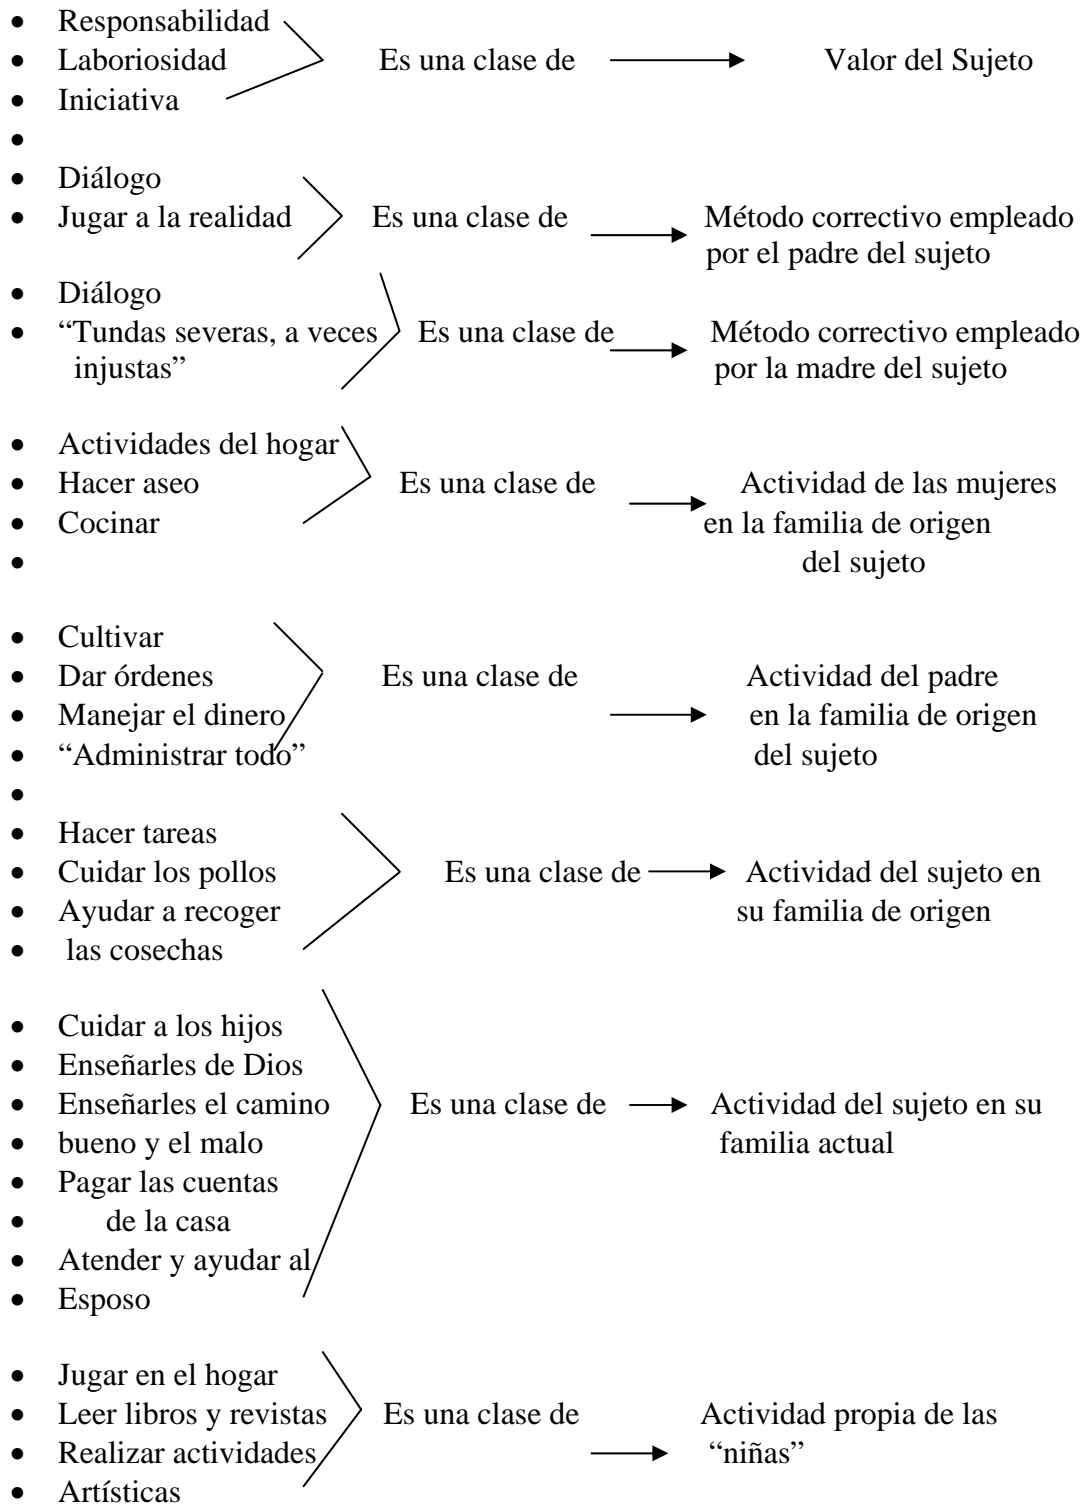 • Responsabilidad
• Laboriosidad Es una clase de Valor del Sujeto
• Iniciativa
•
• Diálogo
• Jugar a la realidad Es una clase de Método correctivo empleado
por el padre del sujeto
• Diálogo
• “Tundas severas, a veces Es una clase de Método correctivo empleado
injustas” por la madre del sujeto
• Actividades del hogar
• Hacer aseo Es una clase de Actividad de las mujeres
• Cocinar en la familia de origen
• del sujeto
• Cultivar
• Dar órdenes Es una clase de Actividad del padre
• Manejar el dinero en la familia de origen
• “Administrar todo” del sujeto
•
• Hacer tareas
• Cuidar los pollos Es una clase de Actividad del sujeto en
• Ayudar a recoger su familia de origen
• las cosechas
• Cuidar a los hijos
• Enseñarles de Dios
• Enseñarles el camino Es una clase de Actividad del sujeto en su
• bueno y el malo familia actual
• Pagar las cuentas
• de la casa
• Atender y ayudar al
• Esposo
• Jugar en el hogar
• Leer libros y revistas Es una clase de Actividad propia de las
• Realizar actividades “niñas”
• Artísticas